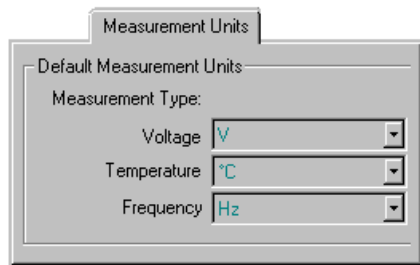 Measurement Units
Default Measurement Units
Measurement Type:
Voltage V
Temperature °C
Frequency Hz